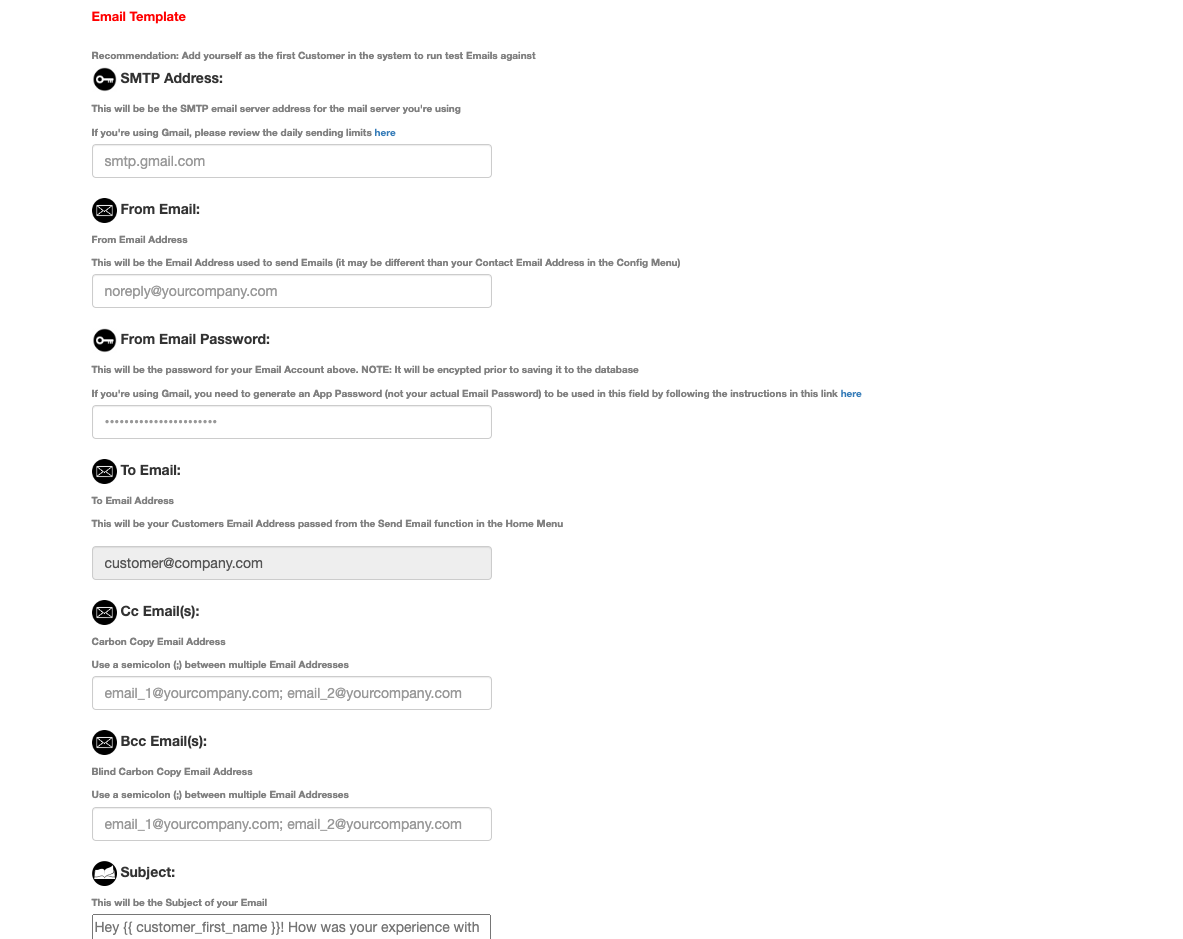 Email Template
Recommendation: Add yourself as the first Customer in the system to run test Emails against
SMTP Address:
This will be be the SMTP email server address for the mail server you're using
If you're using Gmail, please review the daily sending limits here
smtp.gmail.com
From Email:
From Email Address
This will be the Email Address used to send Emails (it may be different than your Contact Email Address in the Config Menu)
noreply@yourcompany.com
From Email Password:
This will be the password for your Email Account above. NOTE: It will be encypted prior to saving it to the database
If you're using Gmail, you need to generate an App Password (not your actual Email Password) to be used in this field by following the instructions in this link here
•••••••••••••••••••••••
To Email:
To Email Address
This will be your Customers Email Address passed from the Send Email function in the Home Menu
customer@company.com
Cc Email(s):
Carbon Copy Email Address
Use a semicolon (;) between multiple Email Addresses
email_1@yourcompany.com; email_2@yourcompany.com
Bcc Email(s):
Blind Carbon Copy Email Address
Use a semicolon (;) between multiple Email Addresses
email_1@yourcompany.com; email_2@yourcompany.com
Subject:
This will be the Subject of your Email
Hey {{ customer_first_name }}! How was your experience with